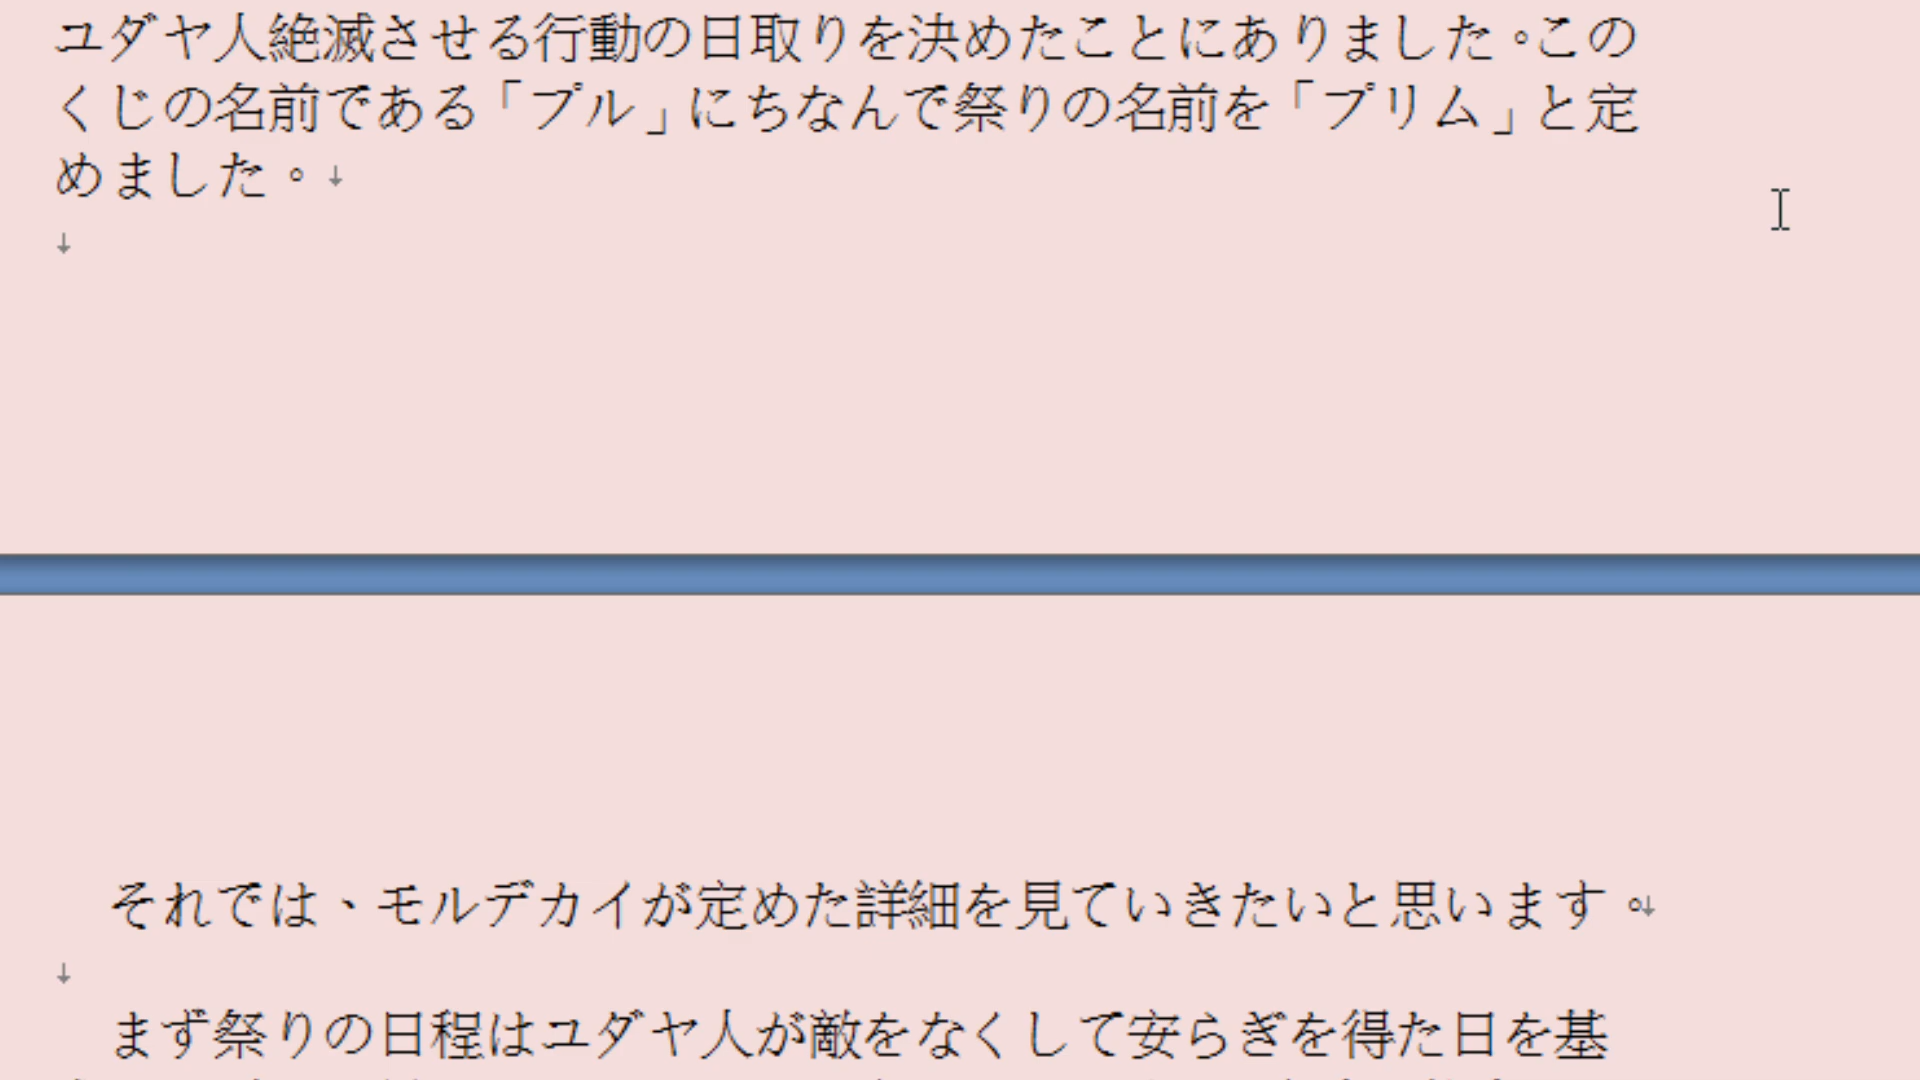 ユダヤ人絶滅させる行動の日取りを決めたことにありました。この
くじの名前である「プル」にちなんで祭りの名前を「プリム」と定
めました。↓
↓
それでは、モルデカイが定めた詳細を見ていきたいと思います。↓
↓
まず祭りの日程はユダヤ人が敵をなくして安らぎを得た日を基